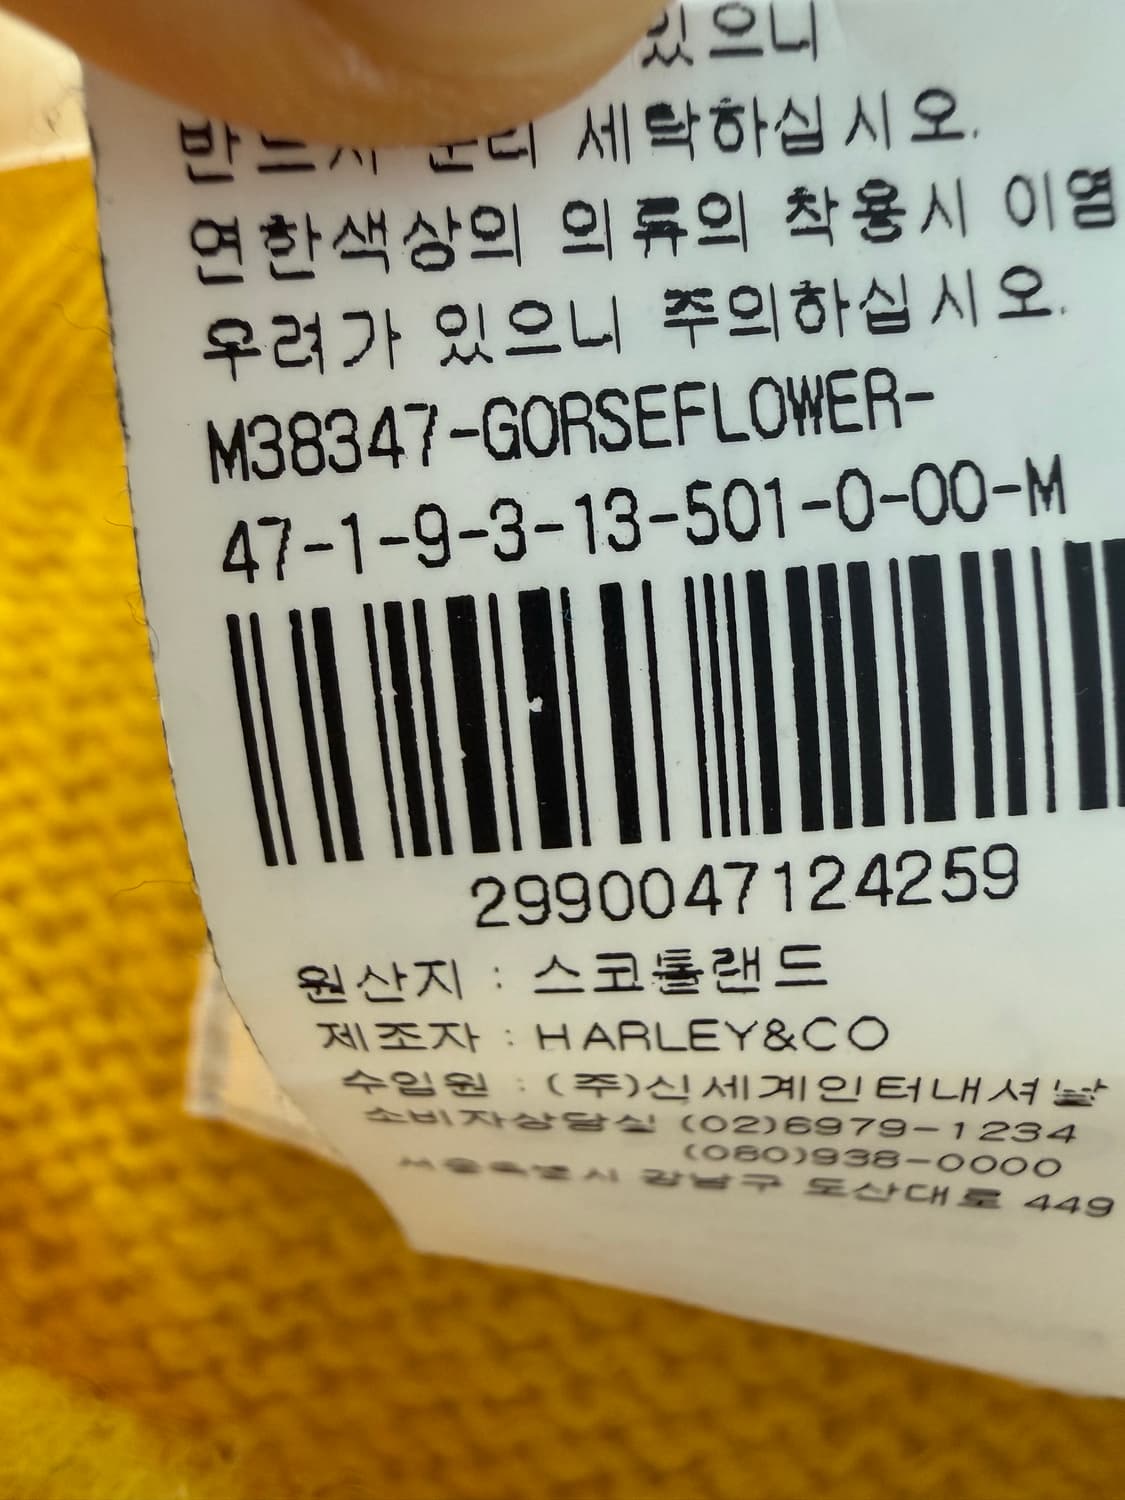 있으니
반드시 분리 세탁하십시오.
연한색상의 의류의 착용시 이염
우려가 있으니 주의하십시오.
M38347-GORSEFLOWER-
47-1-9-3-13-501-0-00-M
2990047124259
원산지 : 스코틀랜드
제조자 : HARLEY&CO
수입원 : (주)신세계인터내셔날
소비자상담실 (02)6979-1234
(080)938-0000
서울특별시 강남구 도산대로 449